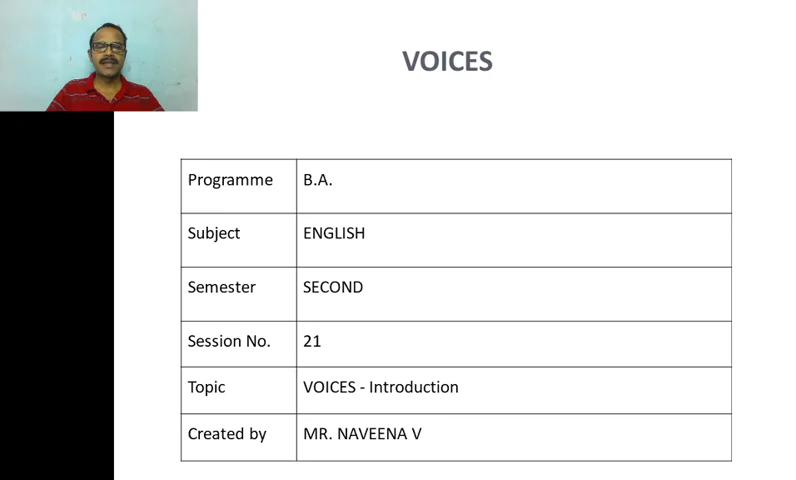 VOICES
Programme B.A.
Subject ENGLISH
Semester SECOND
Session No. 21
Topic VOICES - Introduction
Created by MR. NAVEENA V